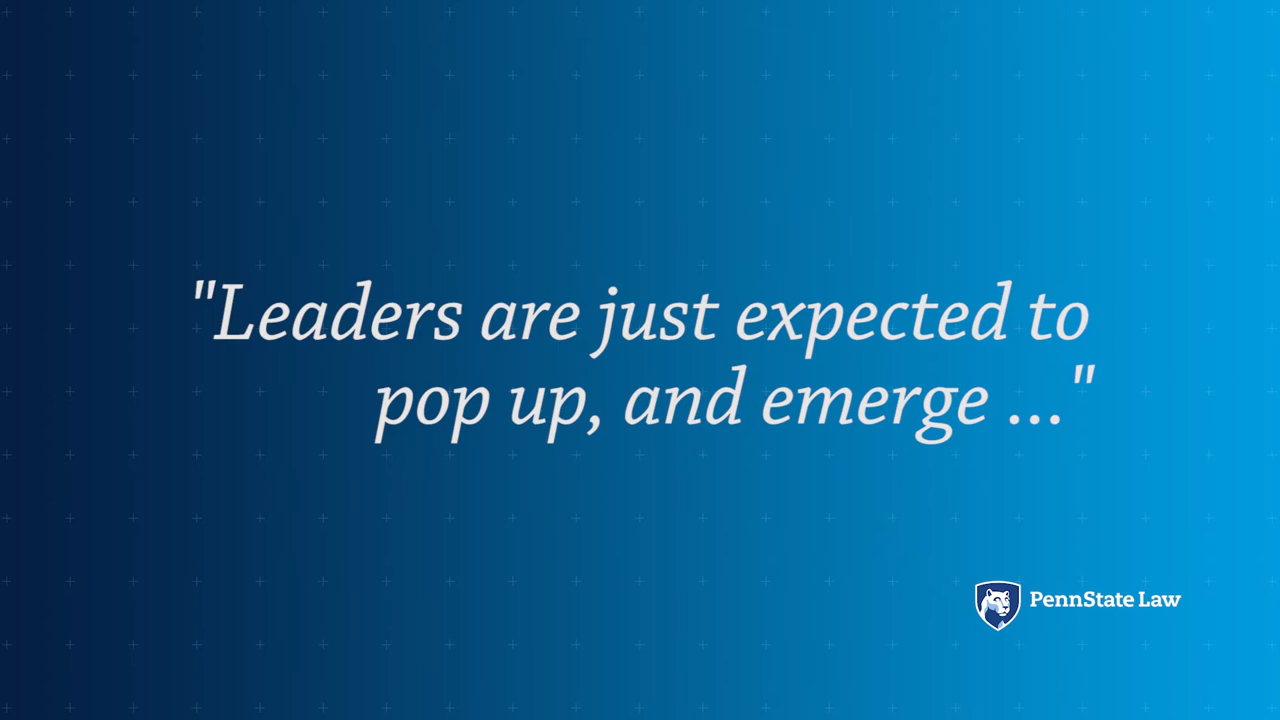 "Leaders are just expected to
pop up, and emerge ..."
PennState Law